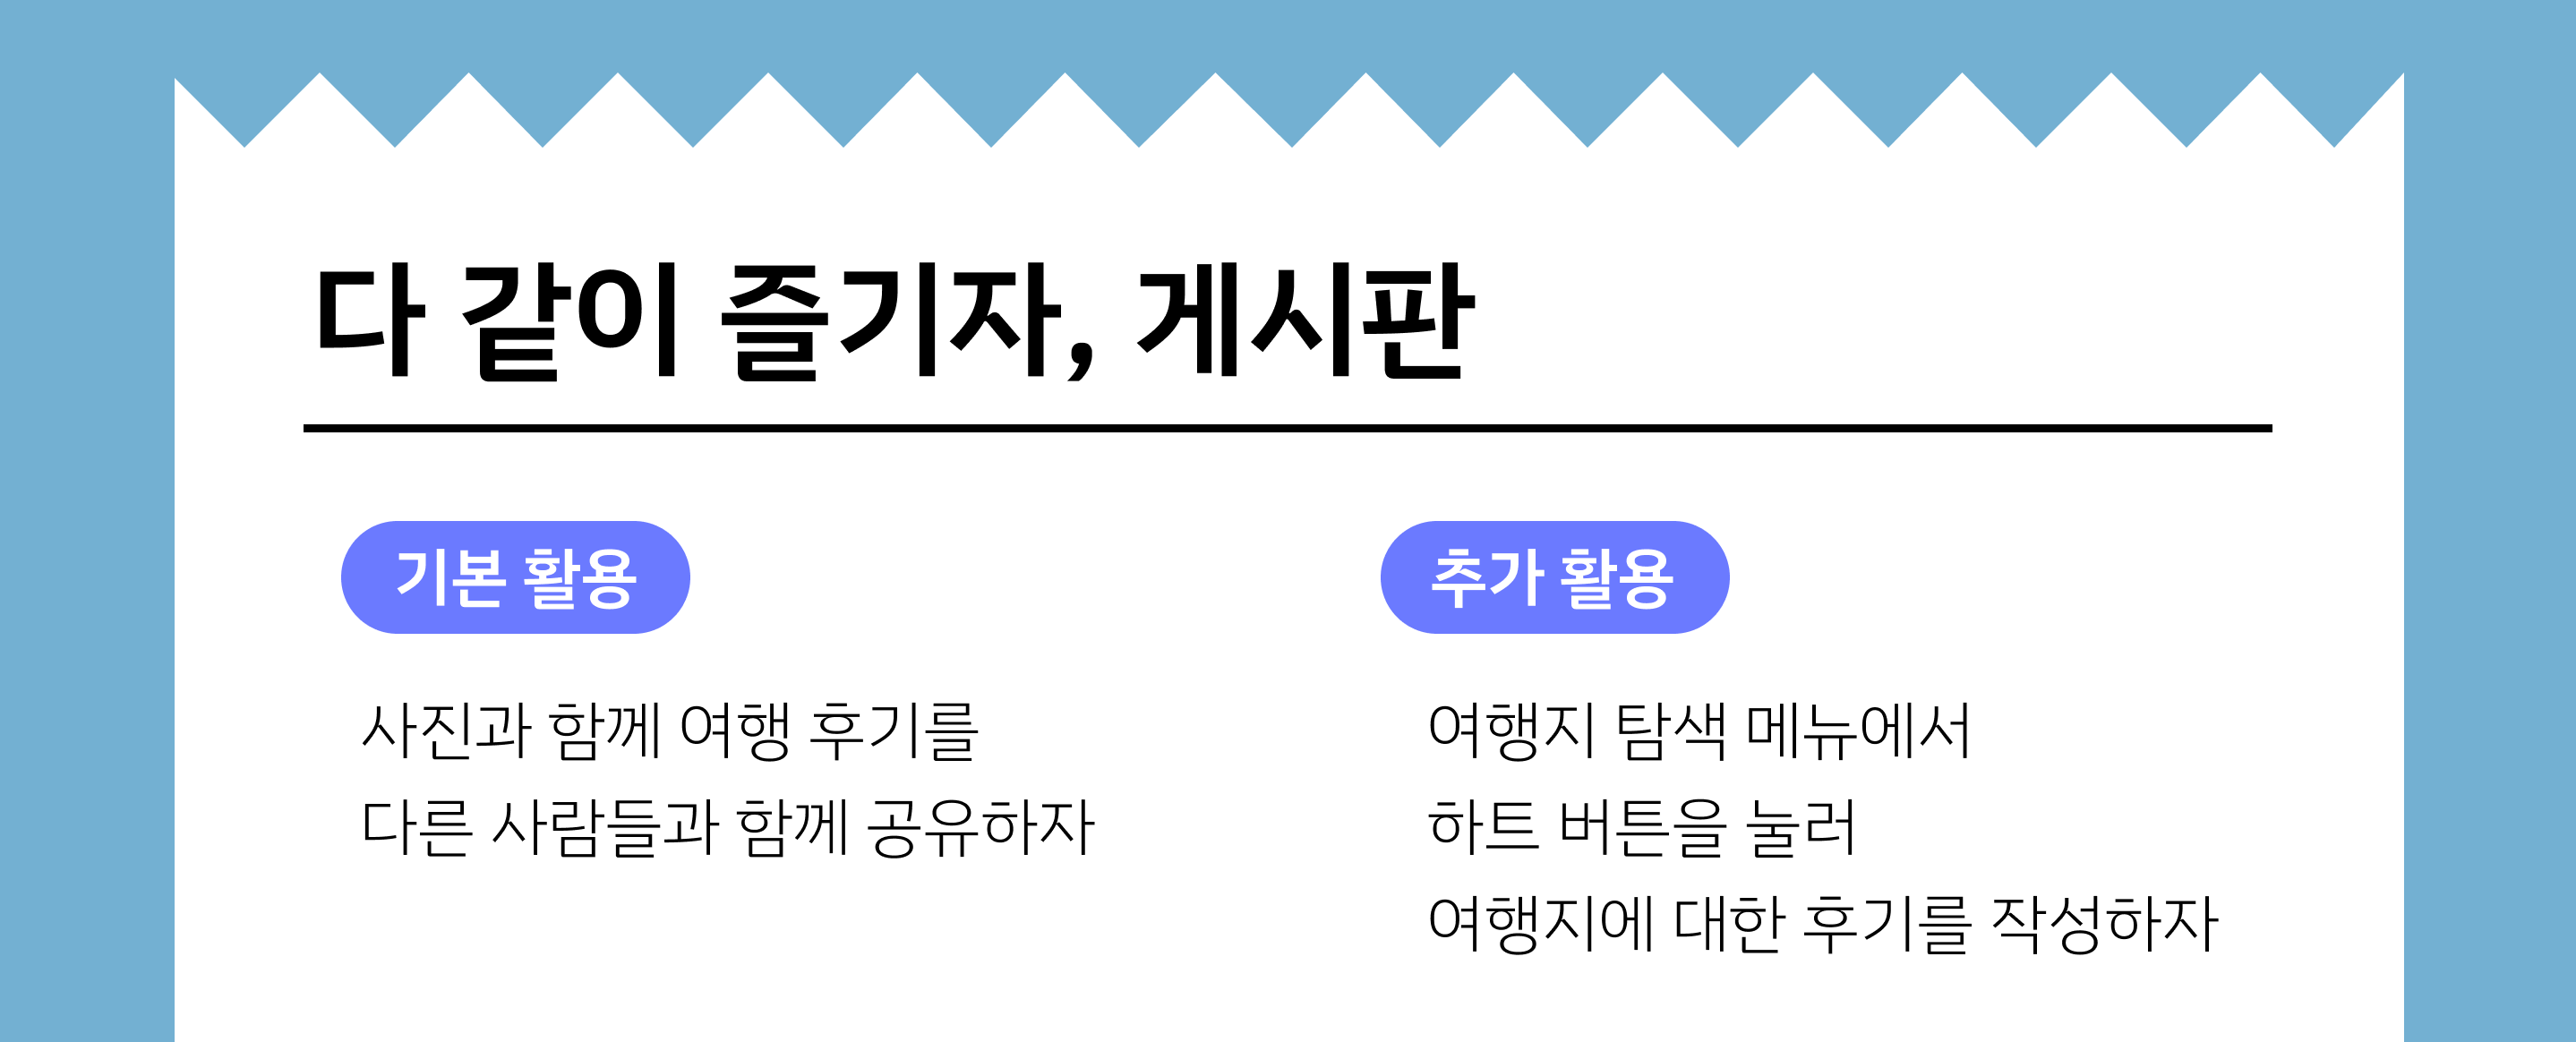 다 같이 즐기자, 게시판
기본 활용
사진과 함께 여행 후기를
다른 사람들과 함께 공유하자
추가 활용
여행지 탐색 메뉴에서
하트 버튼을 눌러
여행지에 대한 후기를 작성하자